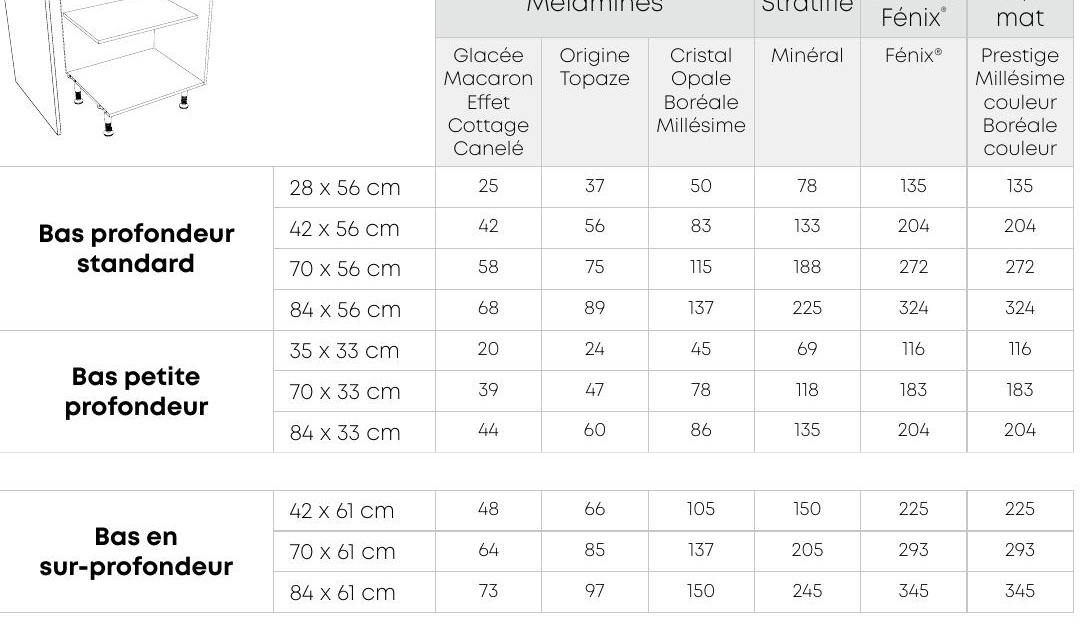 Mélaminés Stratifié
Fénix® mat
Glacée Origine Cristal Minéral Fénix® Prestige
Macaron Topaze Opale Millésime
Effet Boréale couleur
Cottage Millésime Boréale
Canelé couleur
Bas profondeur standard
28 x 56 cm 25 37 50 78 135 135
42 x 56 cm 42 56 83 133 204 204
70 x 56 cm 58 75 115 188 272 272
84 x 56 cm 68 89 137 225 324 324
Bas petite profondeur
35 x 33 cm 20 24 45 69 116 116
70 x 33 cm 39 47 78 118 183 183
84 x 33 cm 44 60 86 135 204 204
Bas en sur-profondeur
42 x 61 cm 48 66 105 150 225 225
70 x 61 cm 64 85 137 205 293 293
84 x 61 cm 73 97 150 245 345 345